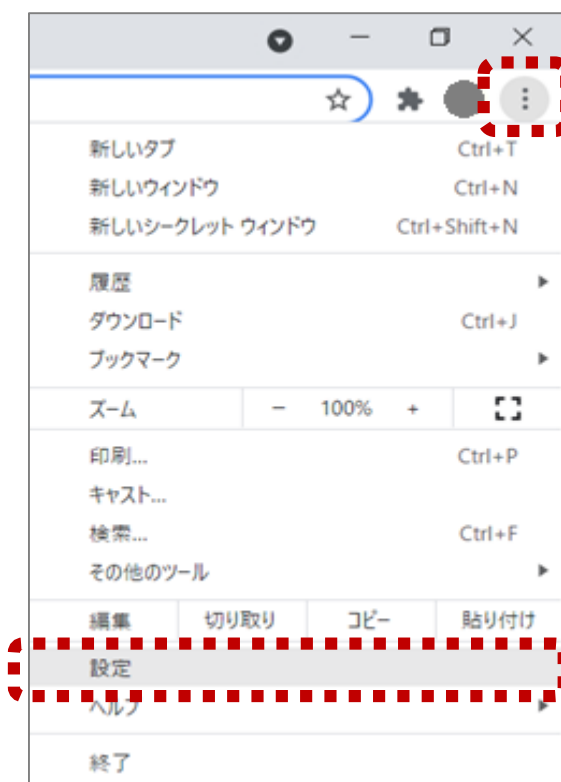 新しいタブ Ctrl+T
新しいウィンドウ Ctrl+N
新しいシークレット ウィンドウ Ctrl+Shift+N
履歴
ダウンロード Ctrl+J
ブックマーク
ズーム − 100% +
印刷... Ctrl+P
キャスト...
検索... Ctrl+F
その他のツール
編集 切り取り コピー 貼り付け
設定
ヘルプ
終了